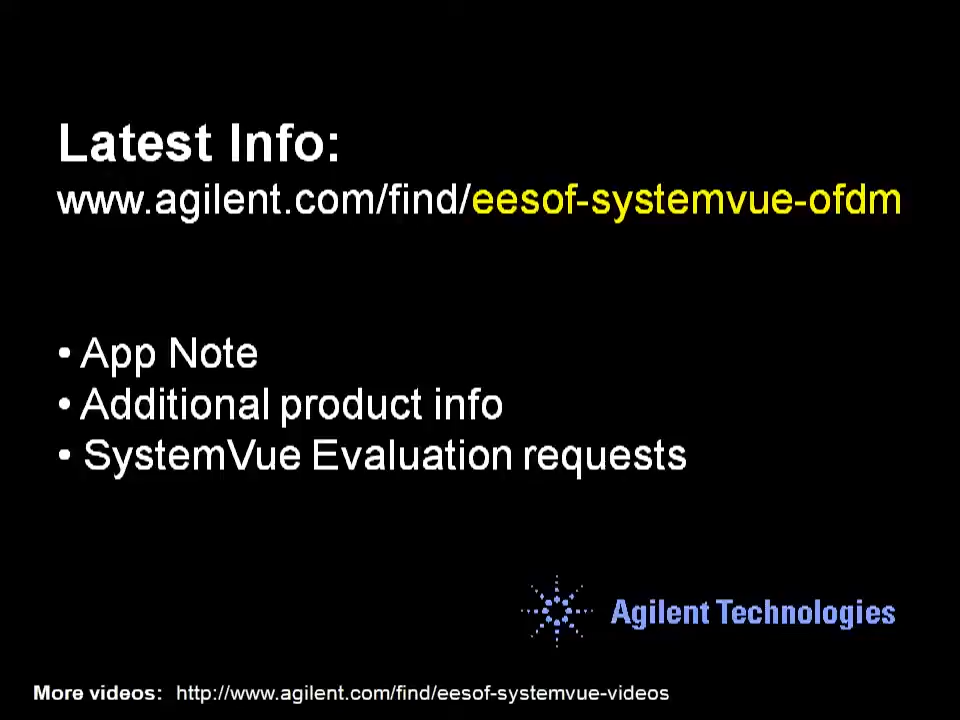 Latest Info:
www.agilent.com/find/eesof-systemvue-ofdm
• App Note
• Additional product info
• SystemVue Evaluation requests
Agilent Technologies
More videos: http://www.agilent.com/find/eesof-systemvue-videos